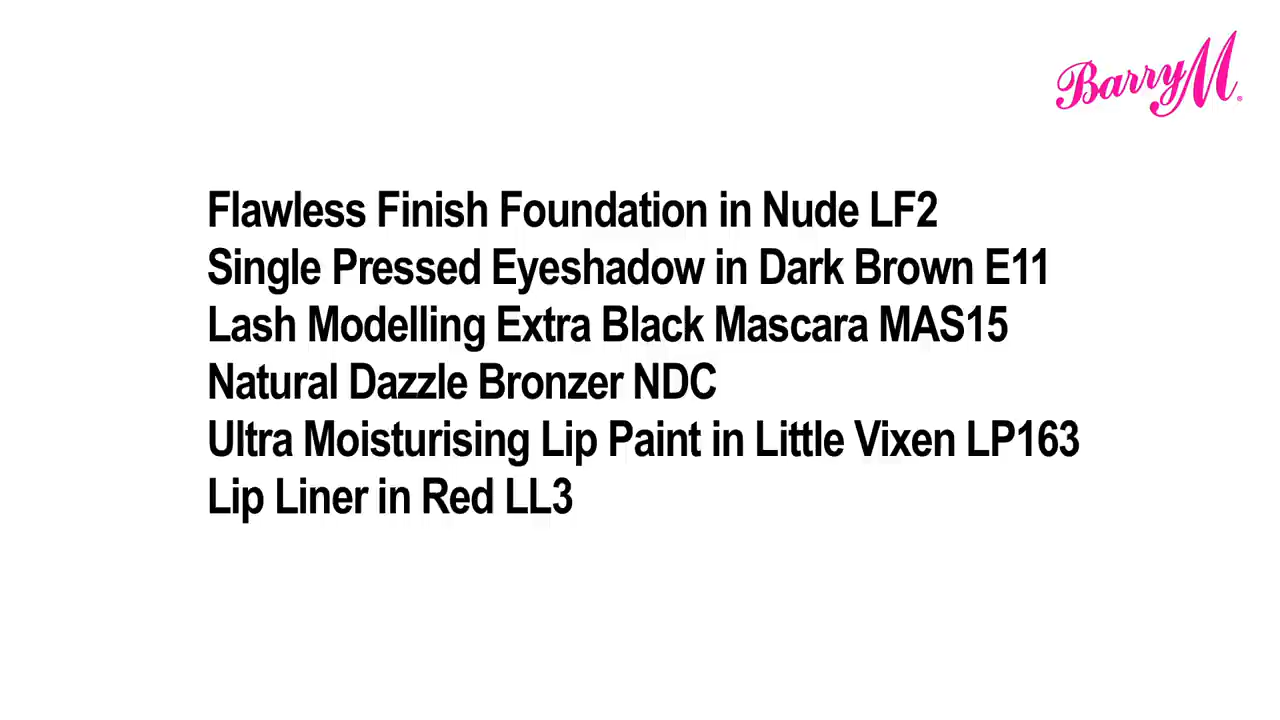 Barry M
Flawless Finish Foundation in Nude LF2
Single Pressed Eyeshadow in Dark Brown E11
Lash Modelling Extra Black Mascara MAS15
Natural Dazzle Bronzer NDC
Ultra Moisturising Lip Paint in Little Vixen LP163
Lip Liner in Red LL3